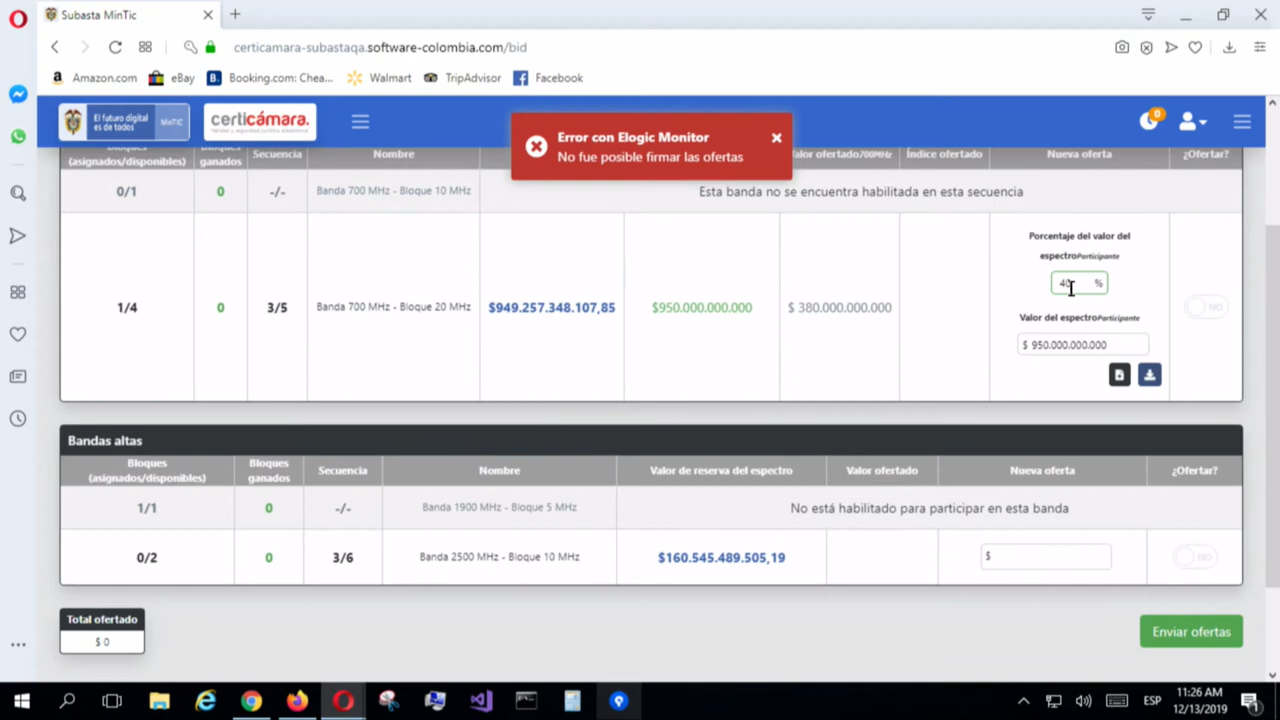 Subasta MinTic
certicamara-subastaqa.software-colombia.com/bid
Amazon.com eBay Booking.com: Chea... Walmart TripAdvisor Facebook
El futuro digital es de todos MinTIC
certicámara.
0
Error con Elogic Monitor
No fue posible firmar las ofertas
(asignados/disponibles) ganados Secuencia Nombre Valor ofertado700MHz Índice ofertado Nueva oferta ¿Ofertar?
0/1 0 -/- Banda 700 MHz - Bloque 10 MHz Esta banda no se encuentra habilitada en esta secuencia
Porcentaje del valor del
espectroParticipante
%
1/4 0 3/5 Banda 700 MHz - Bloque 20 MHz $949.257.348.107,85 $950.000.000.000 $ 380.000.000.000 NO
Valor del espectroParticipante
$ 950.000.000.000
Bandas altas
Bloques (asignados/disponibles) Bloques ganados Secuencia Nombre Valor de reserva del espectro Valor ofertado Nueva oferta ¿Ofertar?
1/1 0 -/- Banda 1900 MHz - Bloque 5 MHz No está habilitado para participar en esta banda
0/2 0 3/6 Banda 2500 MHz - Bloque 10 MHz $160.545.489.505,19 $ NO
Total ofertado
$ 0
Enviar ofertas
ESP
11:26 AM
12/13/2019
1